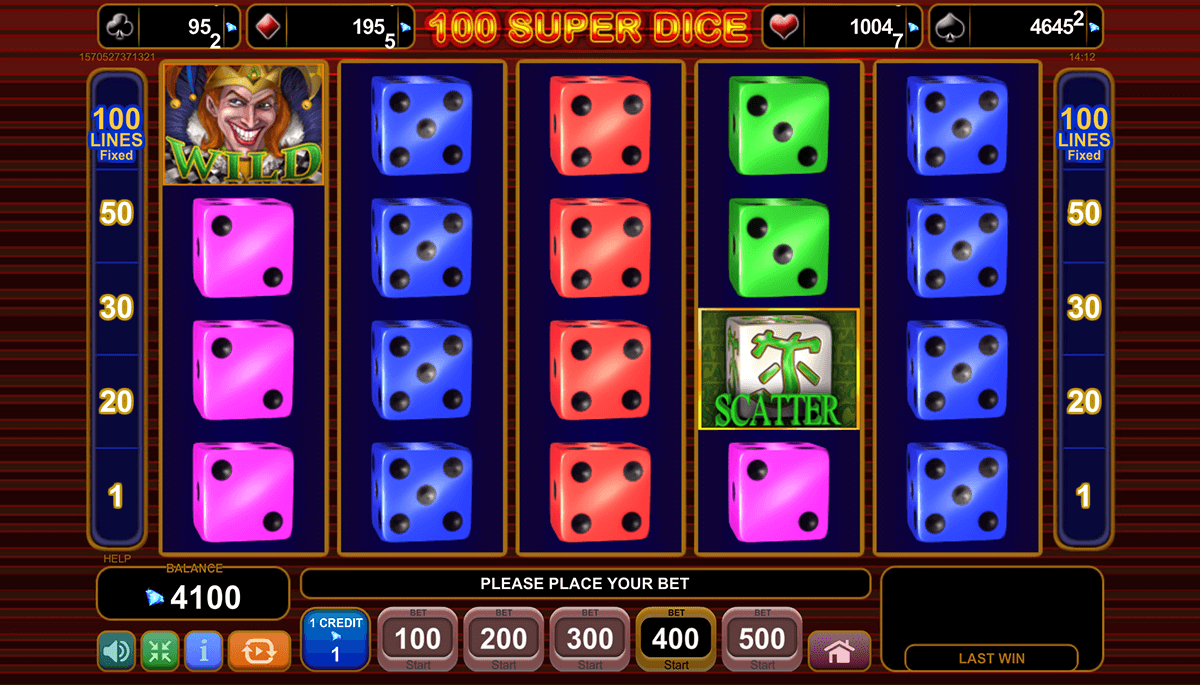 95 2
195 5
100 SUPER DICE
1004 7
4645 2
1570527371321
14:12
100
LINES
Fixed
50
30
20
1
WILD
SCATTER
100
LINES
Fixed
50
30
20
1
HELP
BALANCE
4100
PLEASE PLACE YOUR BET
1 CREDIT
1
BET
100
Start
BET
200
Start
BET
300
Start
BET
400
Start
BET
500
Start
LAST WIN